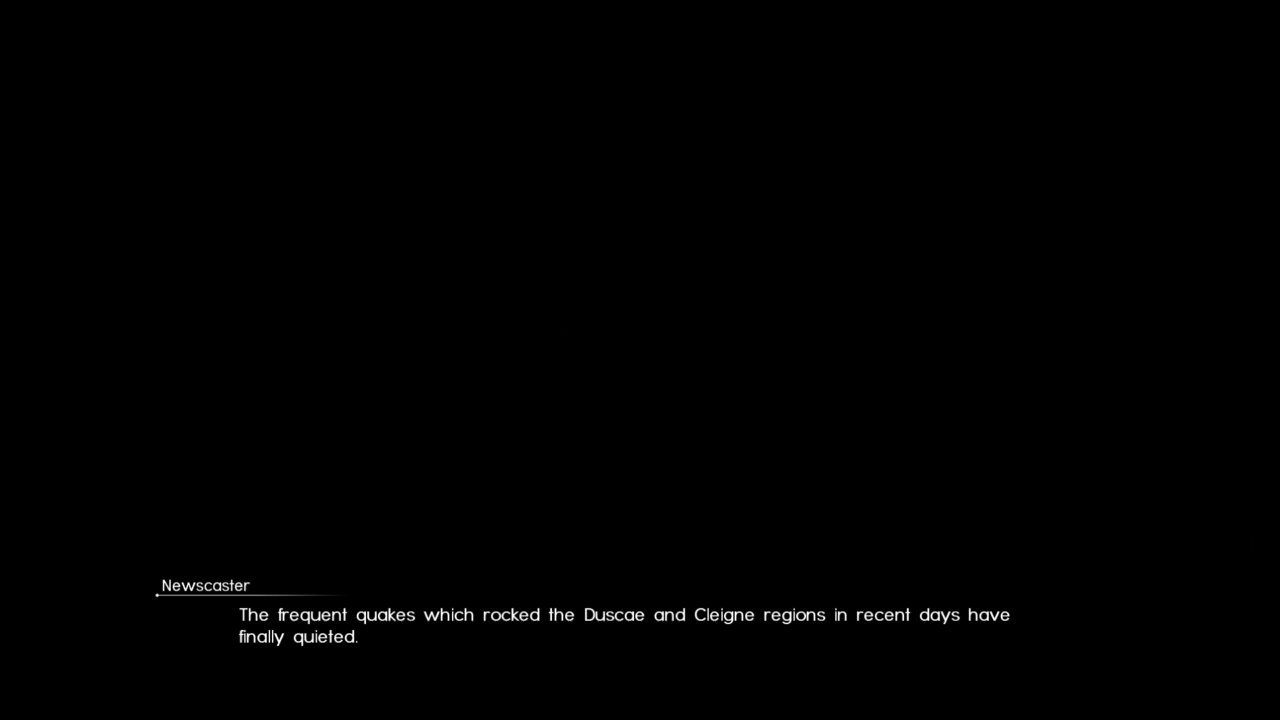 Newscaster
The frequent quakes which rocked the Duscae and Cleigne regions in recent days have
finally quieted.